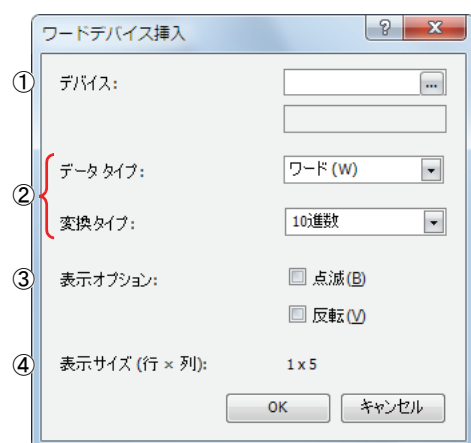 ワードデバイス挿入
① デバイス: ...
② データ タイプ: ワード (W)
変換タイプ: 10進数
③ 表示オプション: 点滅(B)
反転(V)
④ 表示サイズ (行 × 列): 1 x 5
OK キャンセル